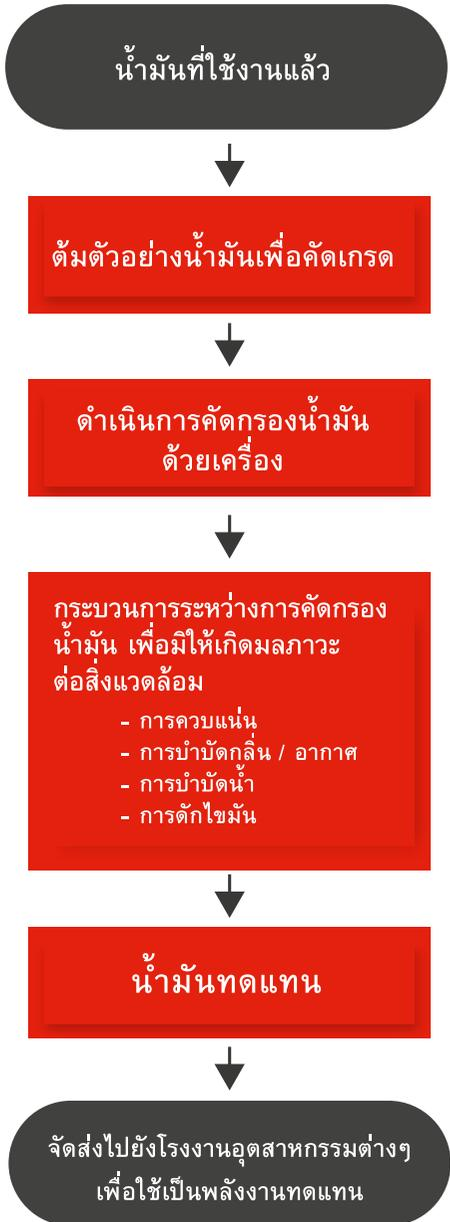 น้ำมันที่ใช้งานแล้ว
ต้มตัวอย่างน้ำมันเพื่อคัดเกรด
ดำเนินการคัดกรองน้ำมัน
ด้วยเครื่อง
กระบวนการระหว่างการคัดกรอง
น้ำมัน เพื่อมิให้เกิดมลภาวะ
ต่อสิ่งแวดล้อม
- การควบแน่น
- การบำบัดกลิ่น / อากาศ
- การบำบัดน้ำ
- การดักไขมัน
น้ำมันทดแทน
จัดส่งไปยังโรงงานอุตสาหกรรมต่างๆ
เพื่อใช้เป็นพลังงานทดแทน